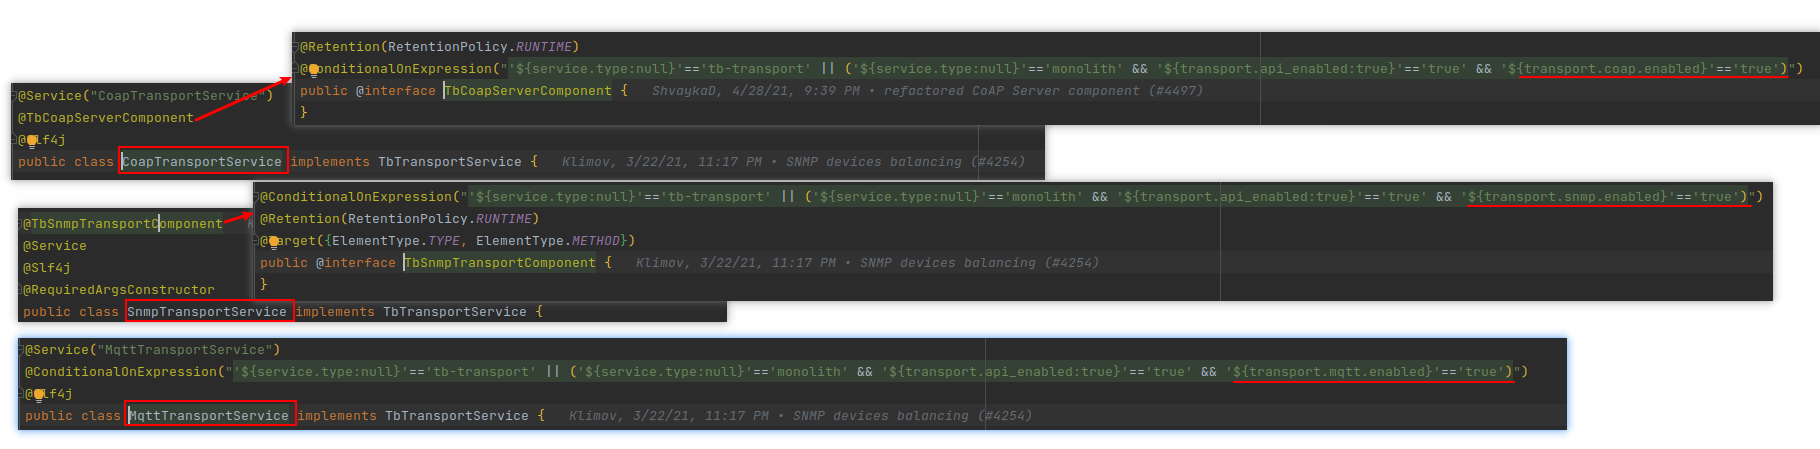 @Retention(RetentionPolicy.RUNTIME)
@ConditionalOnExpression("'${service.type:null}'=='tb-transport' || ('${service.type:null}'=='monolith' && '${transport.api_enabled:true}'=='true' && '${transport.coap.enabled}'=='true')")
public @interface TbCoapServerComponent {   ShvaykaD, 4/28/21, 9:39 PM • refactored CoAP Server component (#4497)
}
@Service("CoapTransportService")
@TbCoapServerComponent
@Slf4j
public class CoapTransportService implements TbTransportService {   Klimov, 3/22/21, 11:17 PM • SNMP devices balancing (#4254)
@ConditionalOnExpression("'${service.type:null}'=='tb-transport' || ('${service.type:null}'=='monolith' && '${transport.api_enabled:true}'=='true' && '${transport.snmp.enabled}'=='true')")
@Retention(RetentionPolicy.RUNTIME)
@Target({ElementType.TYPE, ElementType.METHOD})
public @interface TbSnmpTransportComponent {   Klimov, 3/22/21, 11:17 PM • SNMP devices balancing (#4254)
}
@TbSnmpTransportComponent
@Service
@Slf4j
@RequiredArgsConstructor
public class SnmpTransportService implements TbTransportService {
@Service("MqttTransportService")
@ConditionalOnExpression("'${service.type:null}'=='tb-transport' || ('${service.type:null}'=='monolith' && '${transport.api_enabled:true}'=='true' && '${transport.mqtt.enabled}'=='true')")
@Slf4j
public class MqttTransportService implements TbTransportService {   Klimov, 3/22/21, 11:17 PM • SNMP devices balancing (#4254)